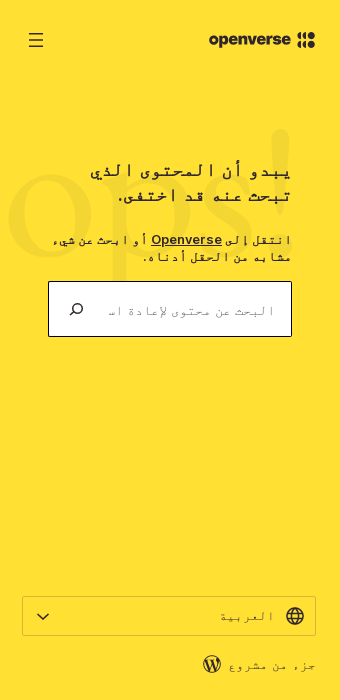 openverse
ops!
يبدو أن المحتوى الذي
تبحث عنه قد اختفى.
انتقل إلى Openverse أو ابحث عن شيء
مشابه من الحقل أدناه.
البحث عن محتوى لإعادة اس
العربية
جزء من مشروع